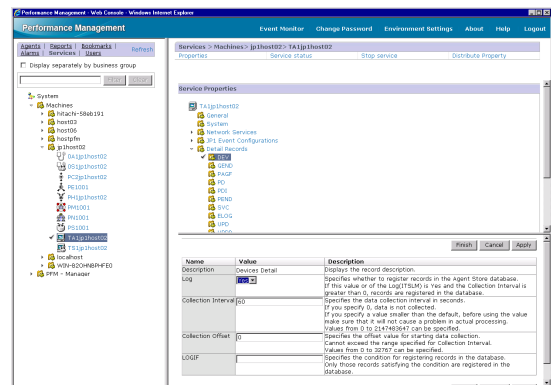 Performance Management - Web Console - Windows Internet Explorer
Performance Management
Event Monitor Change Password Environment Settings About Help Logout
Agents | Reports | Bookmarks |
Alarms | Services | Users
Refresh
Display separately by business group
Filter Clear
System
Machines
hitachi-58eb191
host03
host06
hostpfm
jp1host02
0A1jp1host02
0S1jp1host02
PC2jp1host02
PE1001
PH1jp1host02
PM1001
PN1001
PS1001
TA1jp1host02
TS1jp1host02
localhost
WIN-B2OHNBPHFE0
PFM - Manager
Services > Machines> jp1host02> TA1jp1host02
Properties Service status Stop service Distribute Property
Service Properties
TA1jp1host02
General
System
Network Services
JP1 Event Configurations
Detail Records
DEV
GEND
PAGF
PD
PDI
PEND
SVC
ELOG
UPD
Finish Cancel Apply
Name Value Description
Description Devices Detail Displays the record description.
Log Yes Specifies whether to register records in the Agent Store database.
If this value or of the Log(ITSLM) is Yes and the Collection Interval is
greater than 0, records are registered in the database.
Collection Interval 60 Specifies the data collection interval in seconds.
If you specify 0, data is not collected.
If you specify a value smaller than the default, before using the value
make sure that it will not cause a problem in actual processing.
Values from 0 to 2147483647 can be specified.
Collection Offset 0 Specifies the offset value for starting data collection.
Cannot exceed the range specified for Collection Interval.
Values from 0 to 32767 can be specified.
LOGIF Specifies the condition for registering records in the database.
Only those records satisfying the condition are registered in the
database.